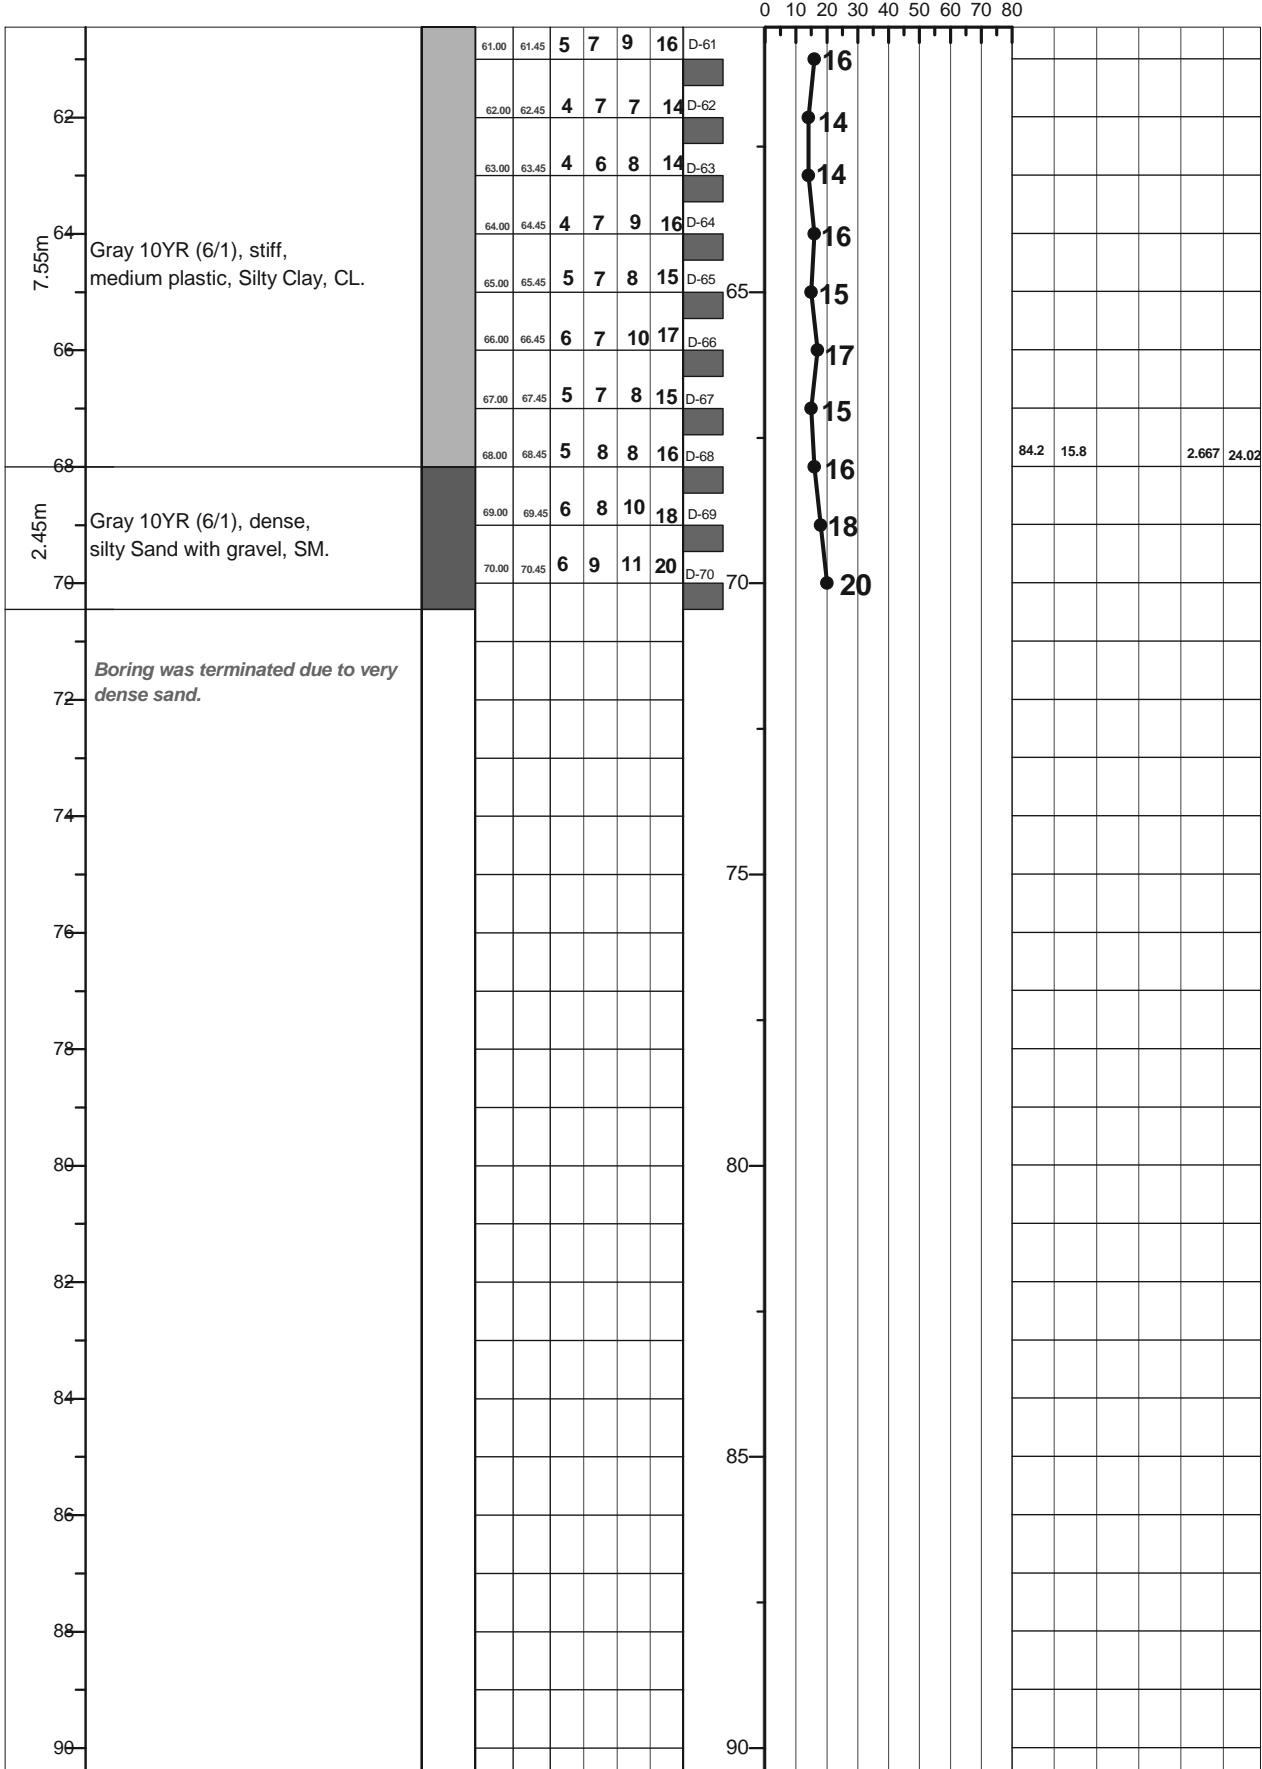 0 10 20 30 40 50 60 70 80
61.00 61.45 5 7 9 16 D-61
16
62 62.00 62.45 4 7 7 14 D-62
14
63.00 63.45 4 6 8 14 D-63
14
64 64.00 64.45 4 7 9 16 D-64
16
7.55m
Gray 10YR (6/1), stiff,
medium plastic, Silty Clay, CL.
65.00 65.45 5 7 8 15 D-65
65 15
66 66.00 66.45 6 7 10 17 D-66
17
67.00 67.45 5 7 8 15 D-67
15
68 68.00 68.45 5 8 8 16 D-68
16
84.2 15.8 2.667 24.02
2.45m
Gray 10YR (6/1), dense,
silty Sand with gravel, SM.
69.00 69.45 6 8 10 18 D-69
18
70 70.00 70.45 6 9 11 20 D-70
70 20
Boring was terminated due to very
dense sand.
72
74
75
76
78
80 80
82
84
85
86
88
90 90